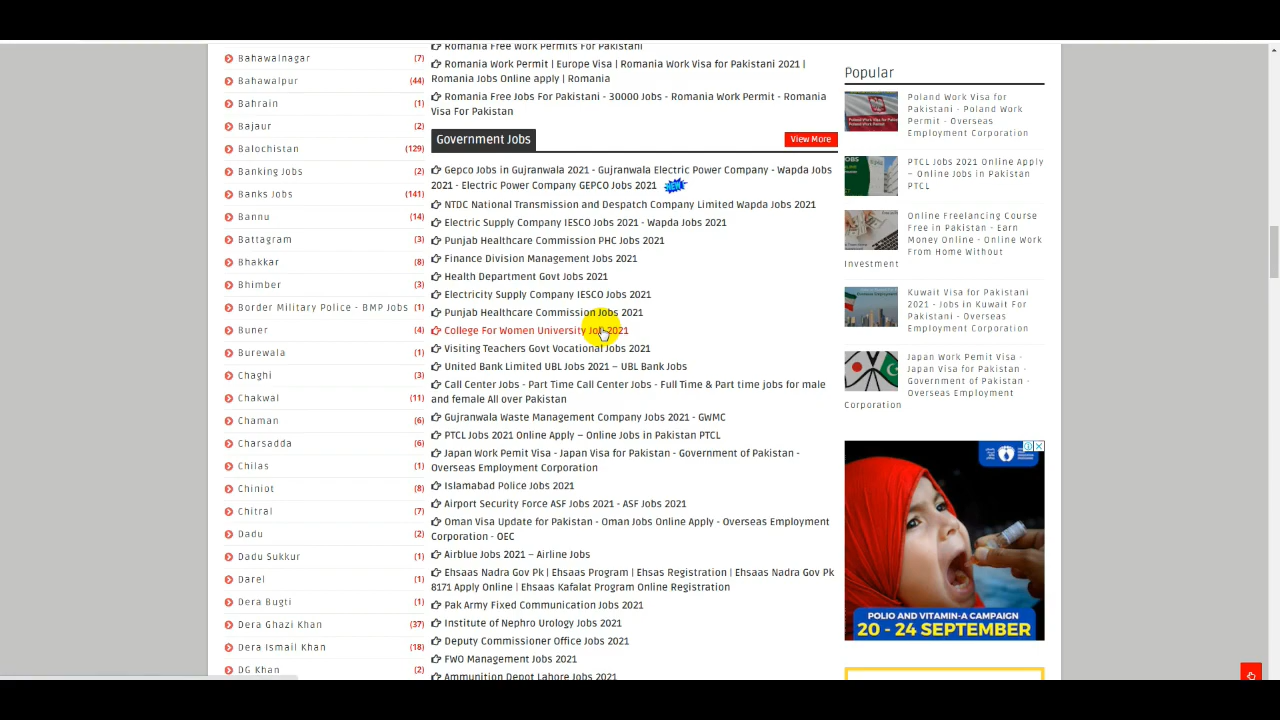 Bahawalnagar (7)
Bahawalpur (44)
Bahrain (1)
Bajaur (2)
Balochistan (129)
Banking Jobs (2)
Banks Jobs (141)
Bannu (14)
Battagram (3)
Bhakkar (8)
Bhimber (3)
Border Military Police - BMP Jobs (1)
Buner (4)
Burewala (1)
Chaghi (3)
Chakwal (11)
Chaman (6)
Charsadda (6)
Chilas (1)
Chiniot (8)
Chitral (7)
Dadu (2)
Dadu Sukkur (1)
Darel (1)
Dera Bugti (1)
Dera Ghazi Khan (37)
Dera Ismail Khan (18)
DG Khan (2)
Romania Free Work Permits For Pakistani
Romania Work Permit | Europe Visa | Romania Work Visa for Pakistani 2021 |
Romania Jobs Online apply | Romania
Romania Free Jobs For Pakistani - 30000 Jobs - Romania Work Permit - Romania
Visa For Pakistan
Government Jobs
View More
Gepco Jobs in Gujranwala 2021 - Gujranwala Electric Power Company - Wapda Jobs
2021 - Electric Power Company GEPCO Jobs 2021 NEW
NTDC National Transmission and Despatch Company Limited Wapda Jobs 2021
Electric Supply Company IESCO Jobs 2021 - Wapda Jobs 2021
Punjab Healthcare Commission PHC Jobs 2021
Finance Division Management Jobs 2021
Health Department Govt Jobs 2021
Electricity Supply Company IESCO Jobs 2021
Punjab Healthcare Commission Jobs 2021
College For Women University Job 2021
Visiting Teachers Govt Vocational Jobs 2021
United Bank Limited UBL Jobs 2021 – UBL Bank Jobs
Call Center Jobs - Part Time Call Center Jobs - Full Time & Part time jobs for male
and female All over Pakistan
Gujranwala Waste Management Company Jobs 2021 - GWMC
PTCL Jobs 2021 Online Apply – Online Jobs in Pakistan PTCL
Japan Work Pemit Visa - Japan Visa for Pakistan - Government of Pakistan -
Overseas Employment Corporation
Islamabad Police Jobs 2021
Airport Security Force ASF Jobs 2021 - ASF Jobs 2021
Oman Visa Update for Pakistan - Oman Jobs Online Apply - Overseas Employment
Corporation - OEC
Airblue Jobs 2021 – Airline Jobs
Ehsaas Nadra Gov Pk | Ehsaas Program | Ehsas Registration | Ehsaas Nadra Gov Pk
8171 Apply Online | Ehsaas Kafalat Program Online Registration
Pak Army Fixed Communication Jobs 2021
Institute of Nephro Urology Jobs 2021
Deputy Commissioner Office Jobs 2021
FWO Management Jobs 2021
Ammunition Depot Lahore Jobs 2021
Popular
Poland Work Visa for
Pakistani - Poland Work
Permit - Overseas
Employment Corporation
PTCL Jobs 2021 Online Apply
– Online Jobs in Pakistan
PTCL
Online Freelancing Course
Free in Pakistan - Earn
Money Online - Online Work
From Home Without
Investment
Kuwait Visa for Pakistani
2021 - Jobs in Kuwait For
Pakistan - Overseas
Employment Corporation
Japan Work Pemit Visa -
Japan Visa for Pakistan -
Government of Pakistan -
Overseas Employment
Corporation
POLIO AND VITAMIN-A CAMPAIGN
20 - 24 SEPTEMBER